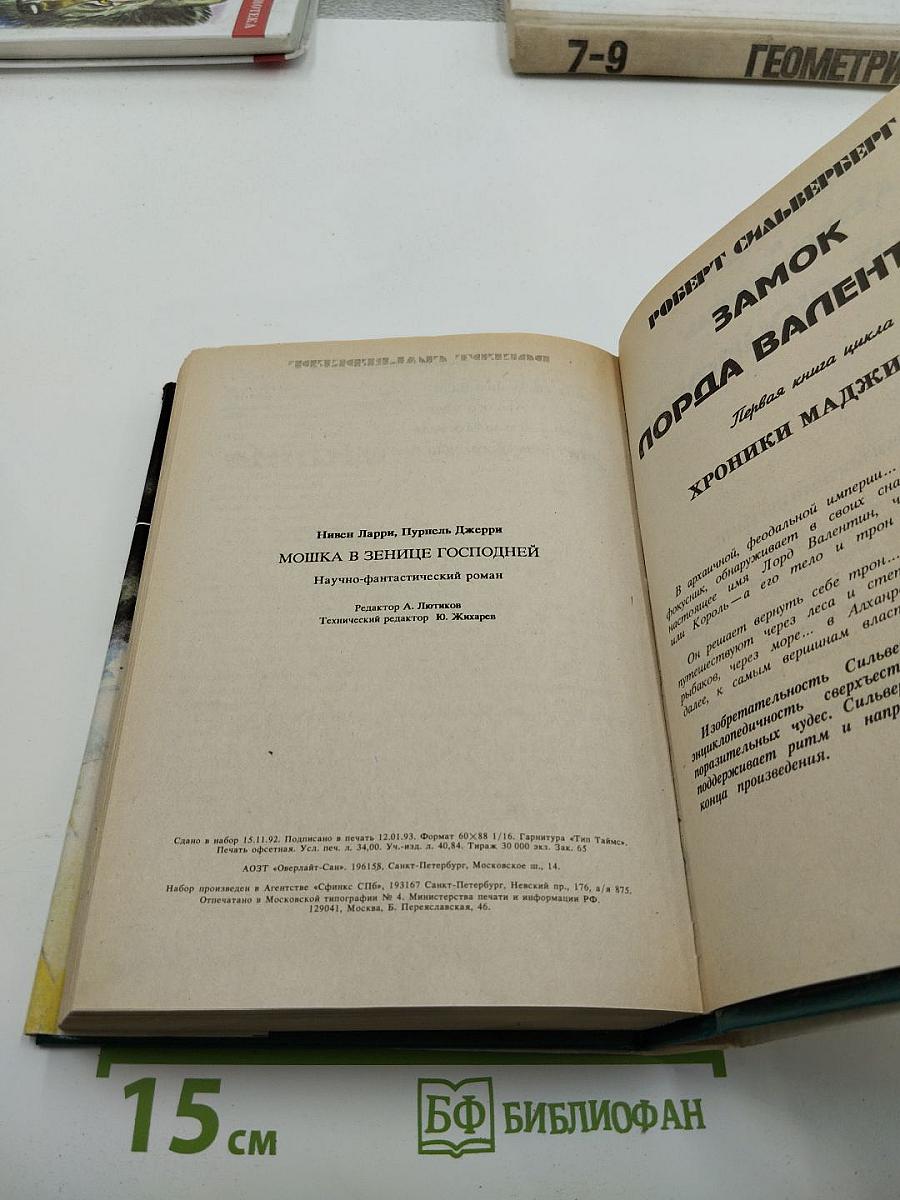 ИОТЕКА
7-9
ГЕОМЕТРИ
Нивен Ларри, Пурнель Джерри
МОШКА В ЗЕНИЦЕ ГОСПОДНЕЙ
Научно-фантастический роман
Редактор А. Лютиков
Технический редактор Ю. Жихарев
Сдано в набор 15.11.92. Подписано в печать 12.01.93. Формат 60×88 1/16. Гарнитура «Тип Таймс».
Печать офсетная. Усл. печ. л. 34,00. Уч.-изд. л. 40,84. Тираж 30 000 экз. Зак. 65
АОЗТ «Оверлайт-Сан». 196158, Санкт-Петербург, Московское ш., 14.
Набор произведен в Агентстве «Сфинкс СПб», 193167 Санкт-Петербург, Невский пр., 176, а/я 875.
Отпечатано в Московской типографии № 4. Министерства печати и информации РФ.
129041, Москва, Б. Переяславская, 46.
РОБЕРТ СИЛЬВЕРБЕРГ
ЗАМОК
ЛОРДА ВАЛЕНТ
Первая книга цикла
ХРОНИКИ МАДЖИ
В архаичной, феодальной империи...
фокусник, обнаруживает в своих сна
настоящее имя Лорд Валентин, ч
или Король — а его тело и трон
Он решает вернуть себе трон...
путешествуют через леса и степ
рыбаков, через море... в Алханр
далее, к самым вершинам власт
Изобретательность Сильве
энциклопедичность сверхъест
поразительных чудес. Сильвер
поддерживает ритм и напр
конца произведения.
15 см
БФ БИБЛИОФАН